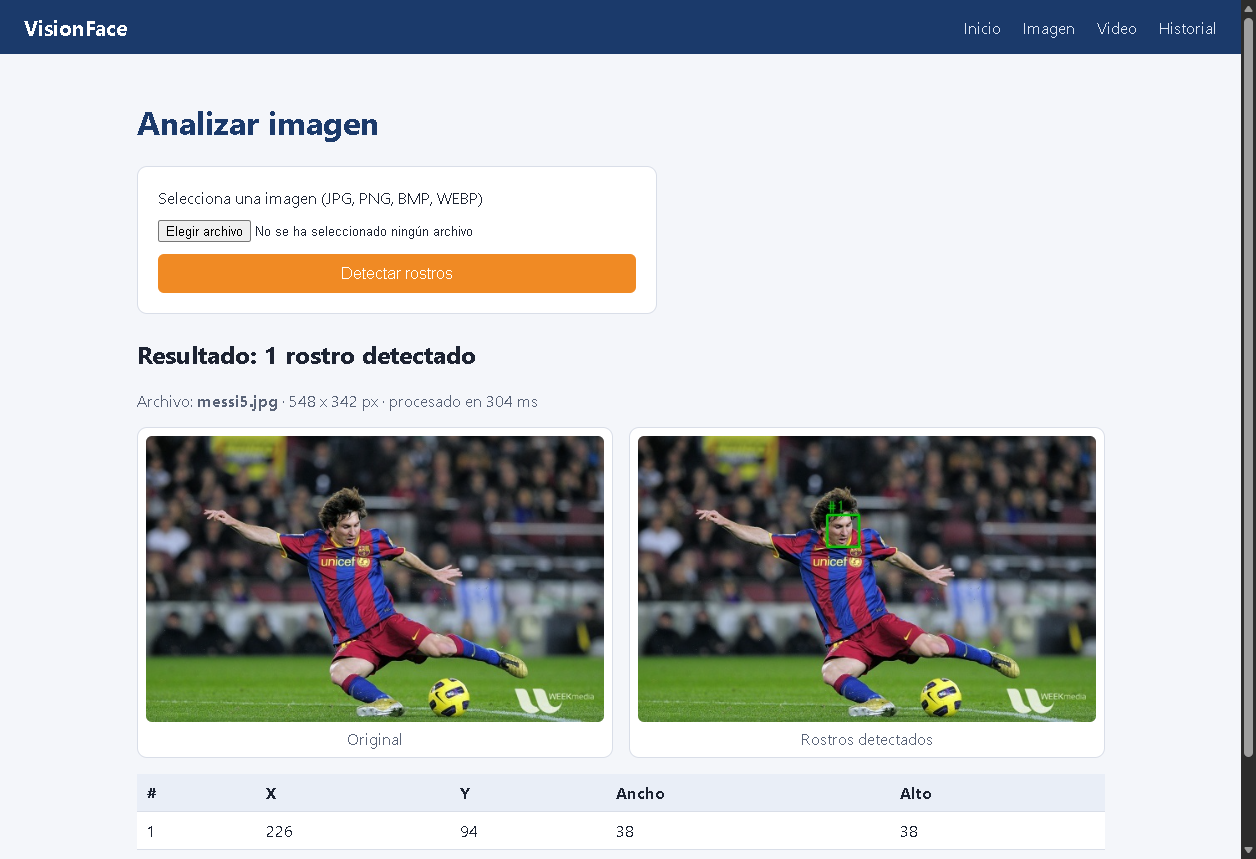 VisionFace
Inicio Imagen Video Historial
Analizar imagen
Selecciona una imagen (JPG, PNG, BMP, WEBP)
Elegir archivo No se ha seleccionado ningún archivo
Detectar rostros
Resultado: 1 rostro detectado
Archivo: messi5.jpg · 548 x 342 px · procesado en 304 ms
unicef
WEEKmedia
Original
#1
unicef
WEEKmedia
Rostros detectados
# X Y Ancho Alto
1 226 94 38 38